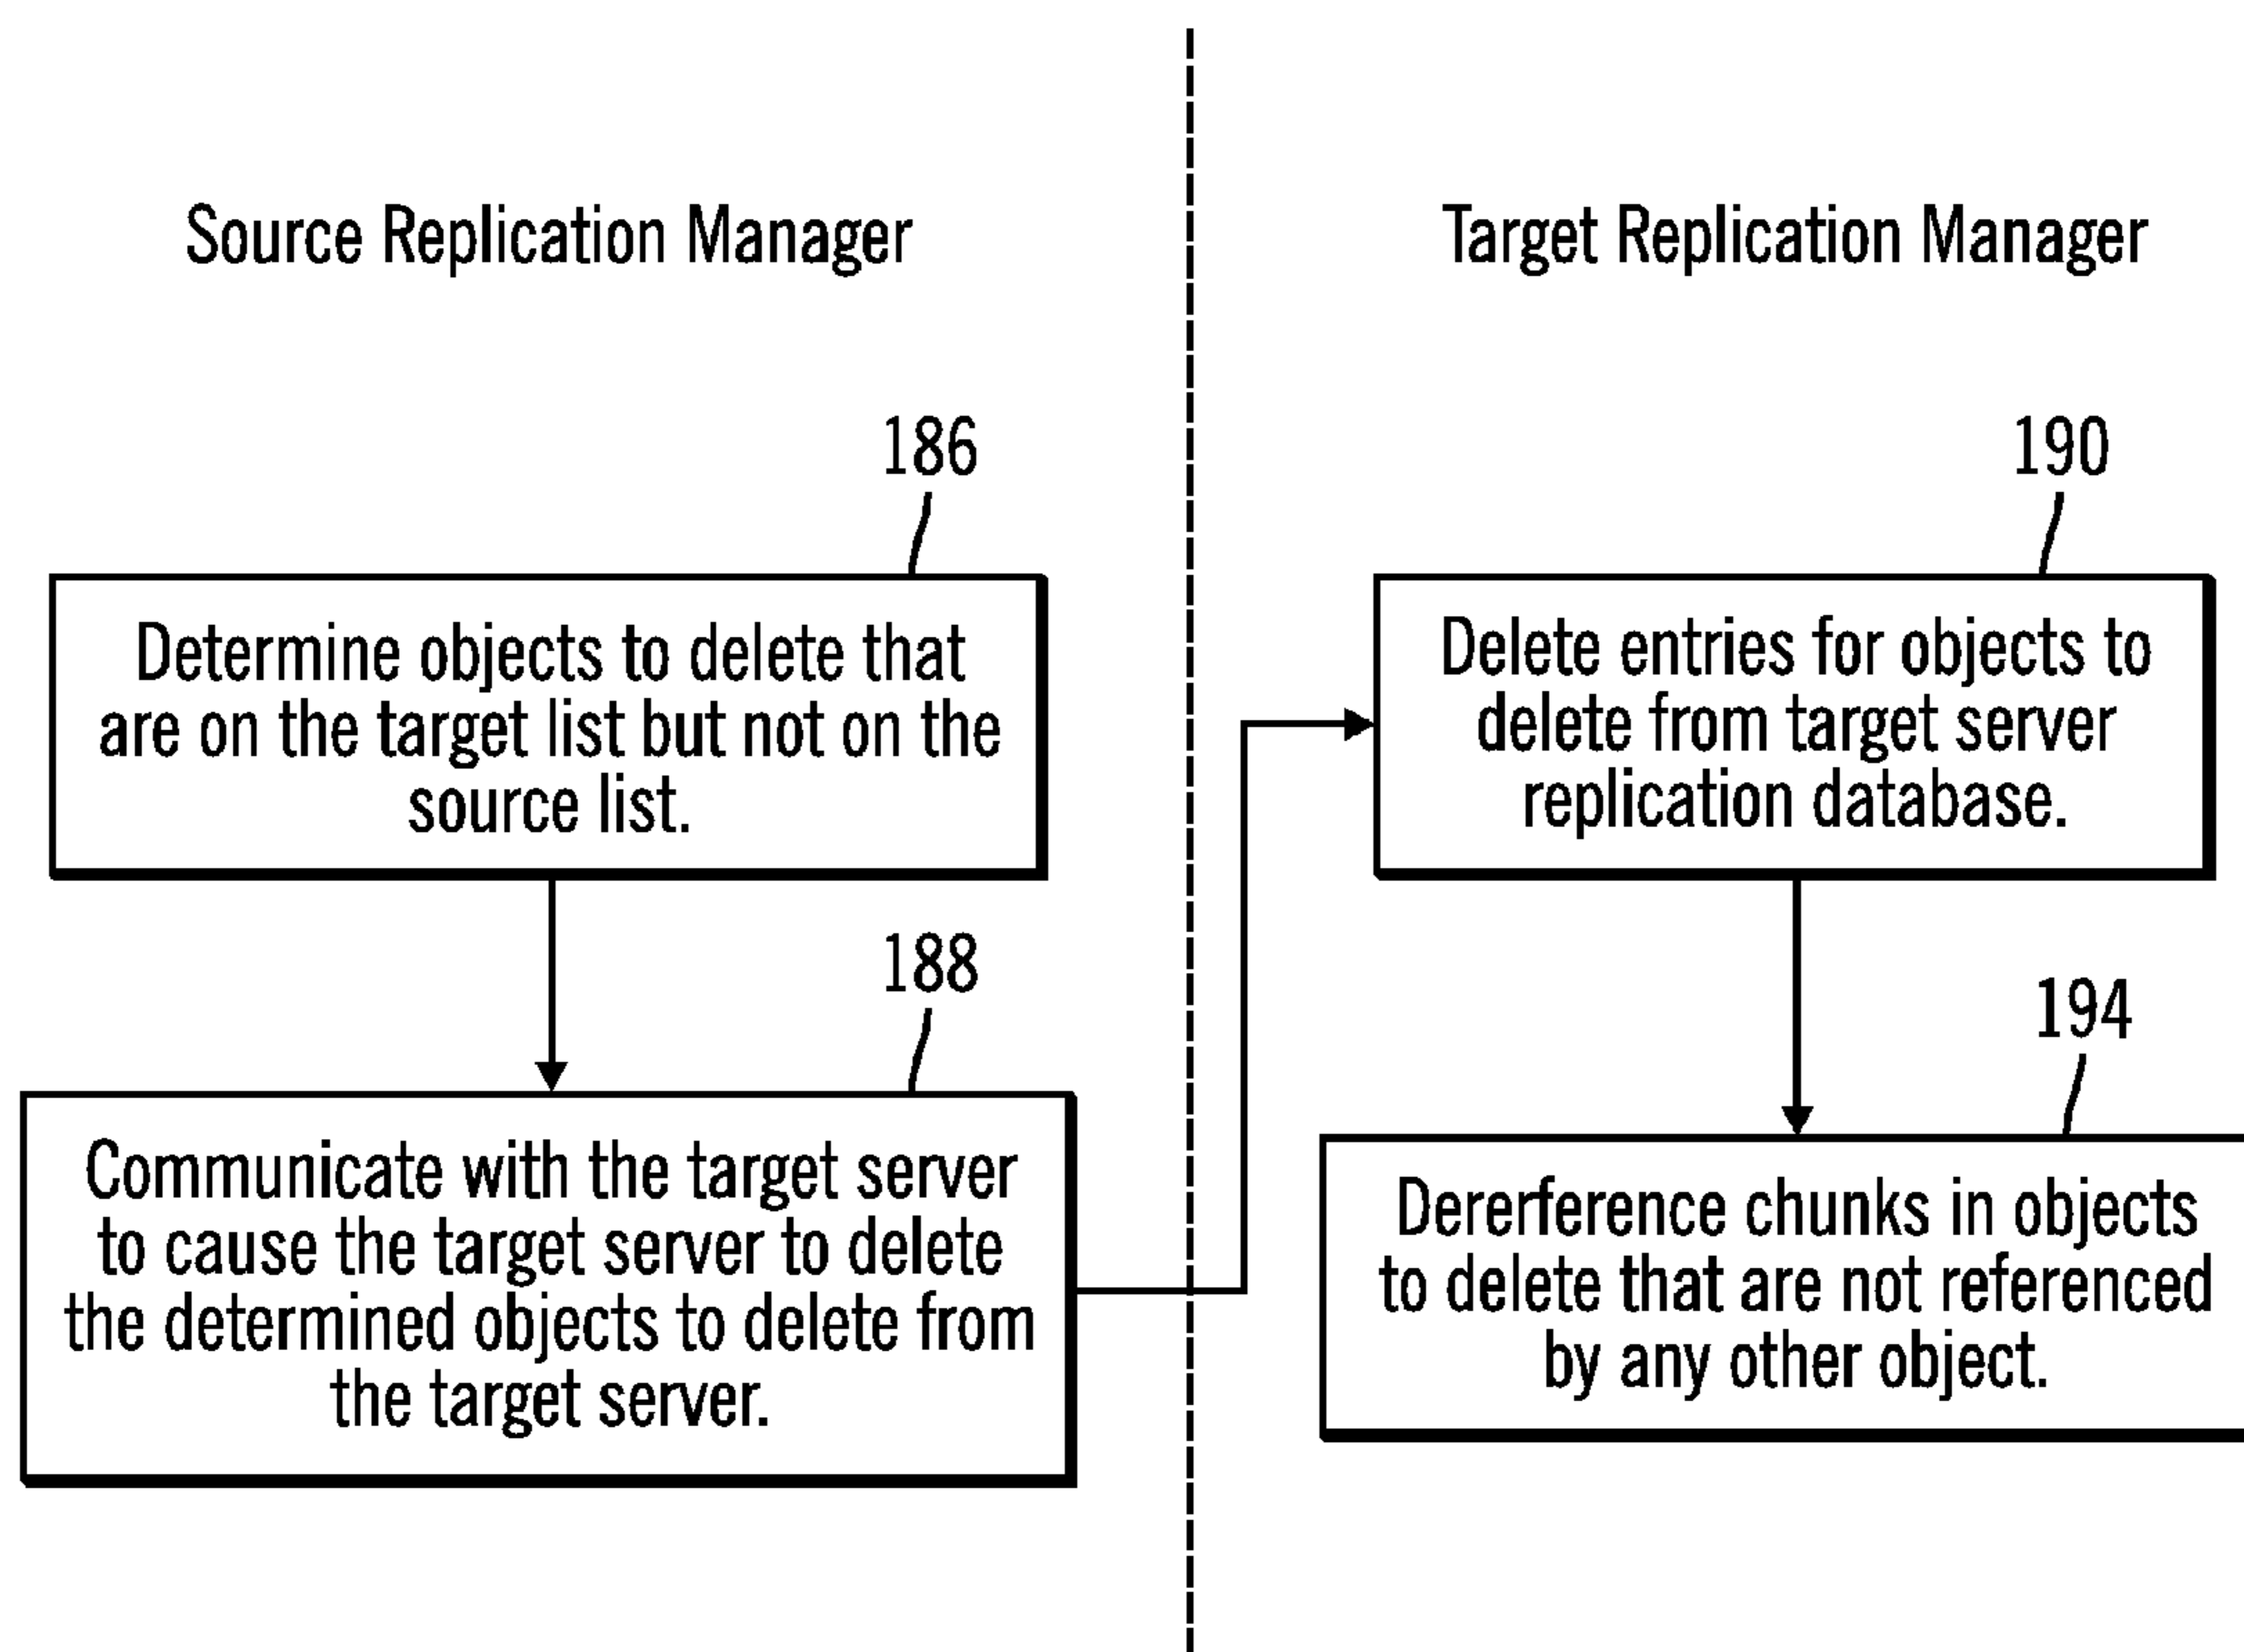 Source Replication Manager
186
Determine objects to delete that
are on the target list but not on the
source list.
188
Communicate with the target server
to cause the target server to delete
the determined objects to delete from
the target server.
Target Replication Manager
190
Delete entries for objects to
delete from target server
replication database.
194
Dererference chunks in objects
to delete that are not referenced
by any other object.